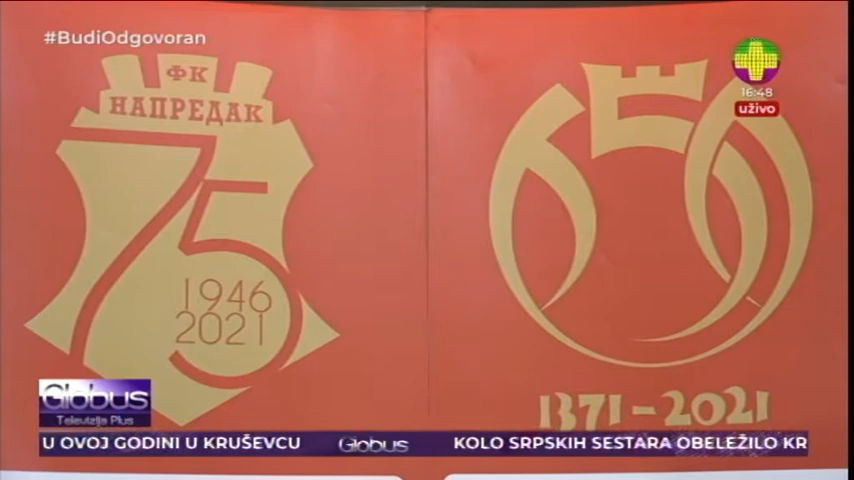 #BudiOdgovoran
ФК
НАПРЕДАК
75
1946
2021
650
1371-2021
16:48
uživo
Globus
Televizija Plus
U OVOJ GODINI U KRUŠEVCU
Globus
KOLO SRPSKIH SESTARA OBELEŽILO KR